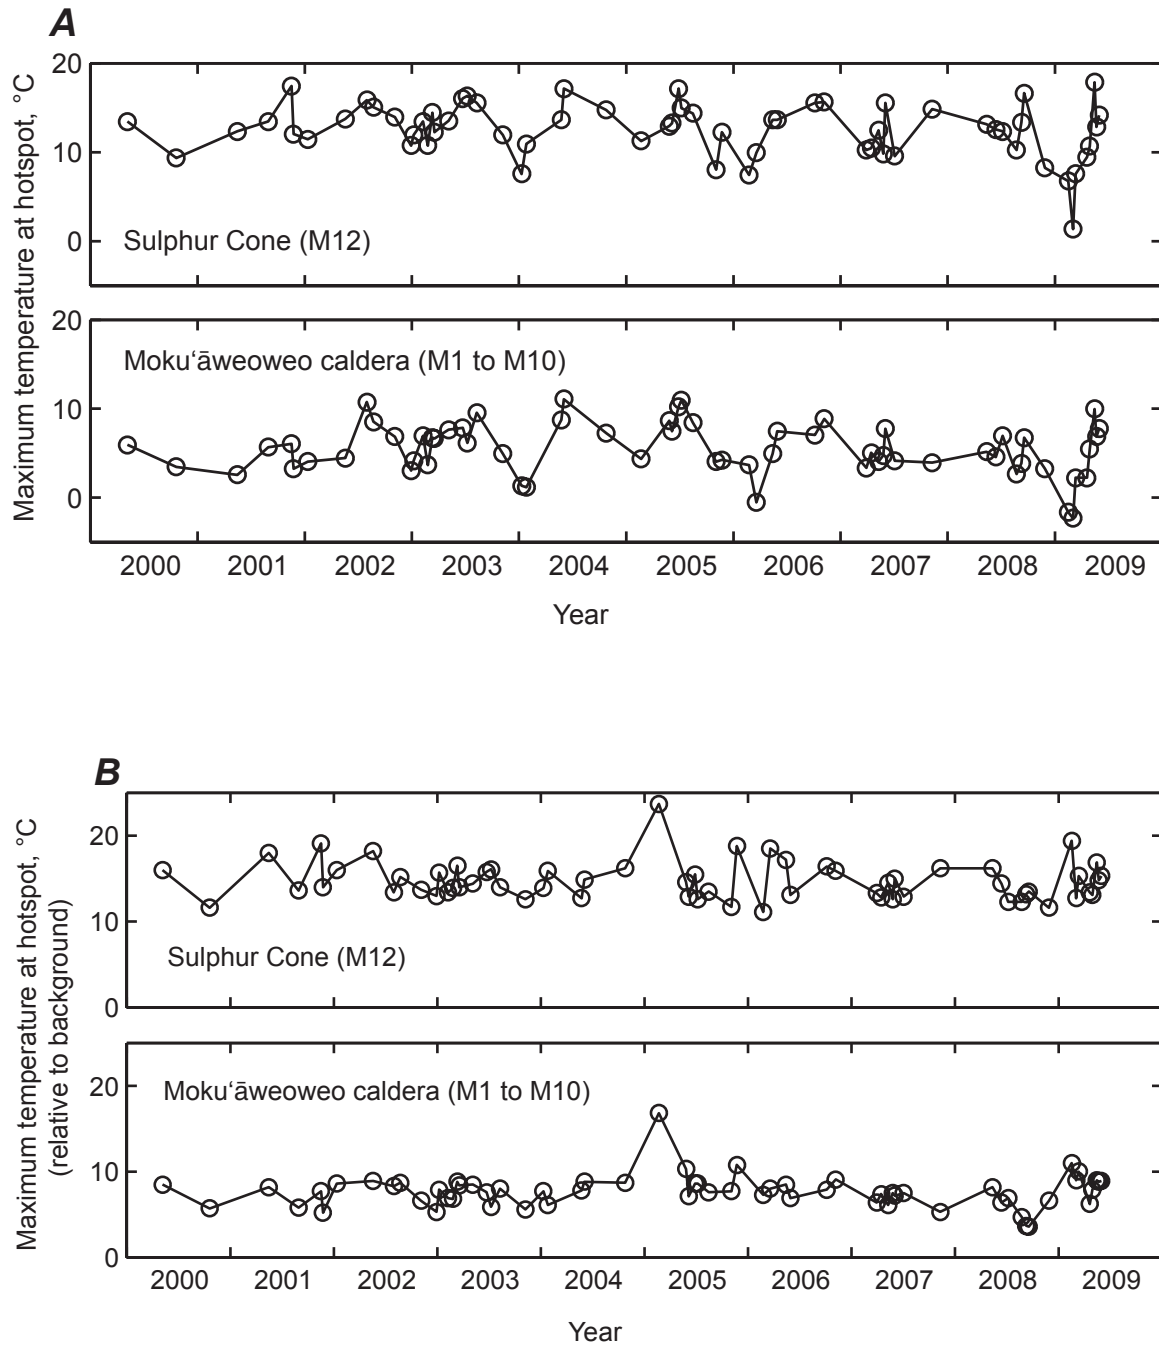 A
Maximum temperature at hotspot, °C
20
10
0
Sulphur Cone (M12)
20
10
0
Moku‘āweoweo caldera (M1 to M10)
2000 2001 2002 2003 2004 2005 2006 2007 2008 2009
Year
B
Maximum temperature at hotspot, °C
(relative to background)
20
10
0
Sulphur Cone (M12)
20
10
0
Moku‘āweoweo caldera (M1 to M10)
2000 2001 2002 2003 2004 2005 2006 2007 2008 2009
Year